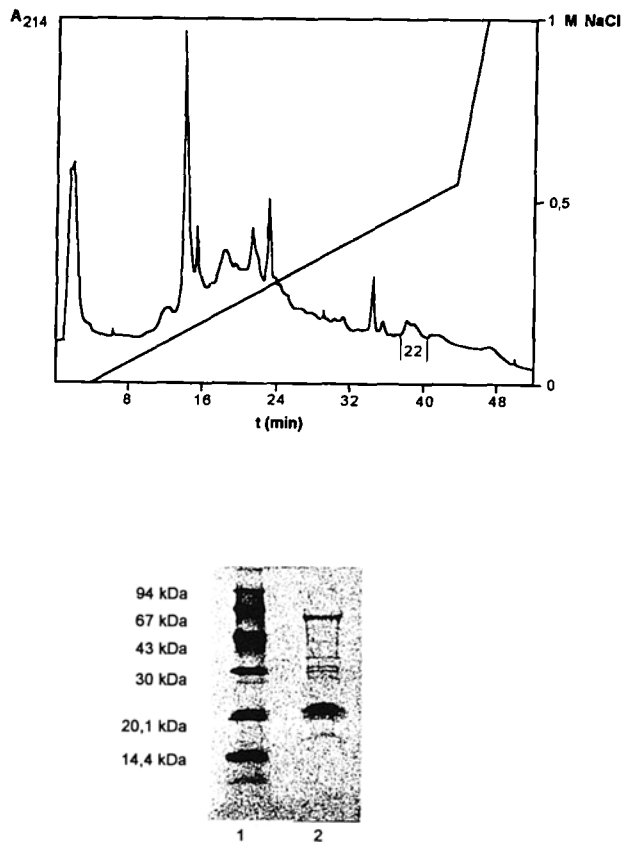 A214
1 M NaCl
0,5
22
0
8 16 24 32 40 48
t (min)
94 kDa
67 kDa
43 kDa
30 kDa
20,1 kDa
14,4 kDa
1 2